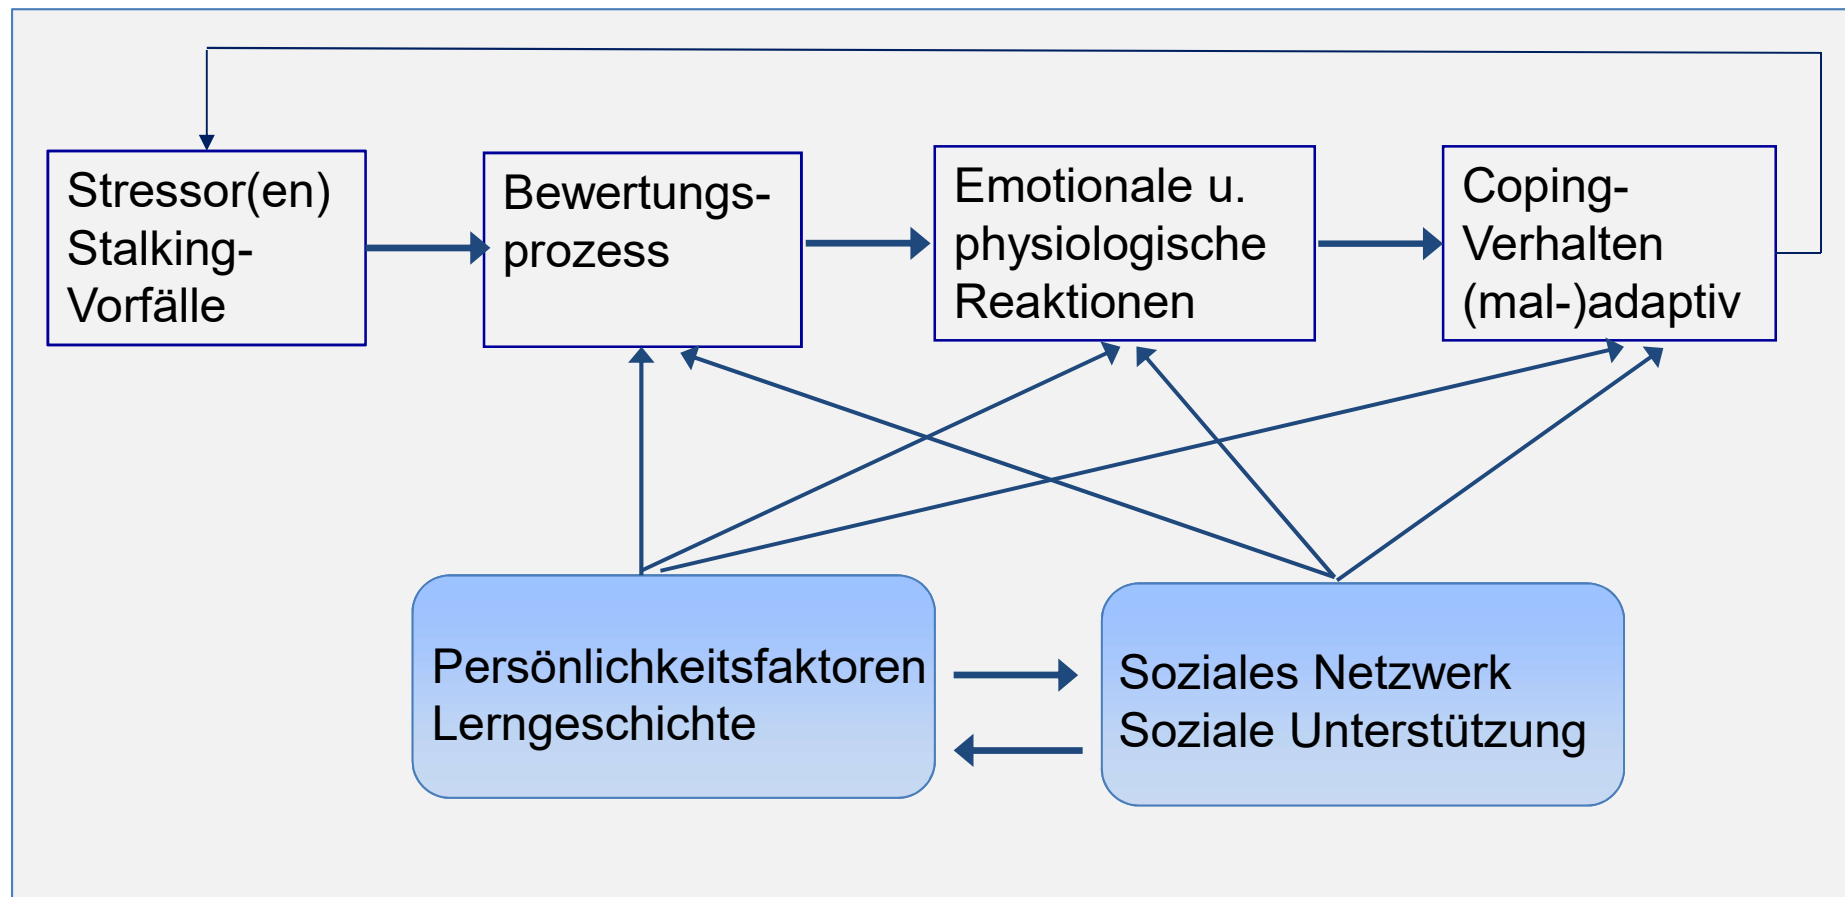 Stressor(en)
Stalking-
Vorfälle
Bewertungs-
prozess
Emotionale u.
physiologische
Reaktionen
Coping-
Verhalten
(mal-)adaptiv
Persönlichkeitsfaktoren
Lerngeschichte
Soziales Netzwerk
Soziale Unterstützung